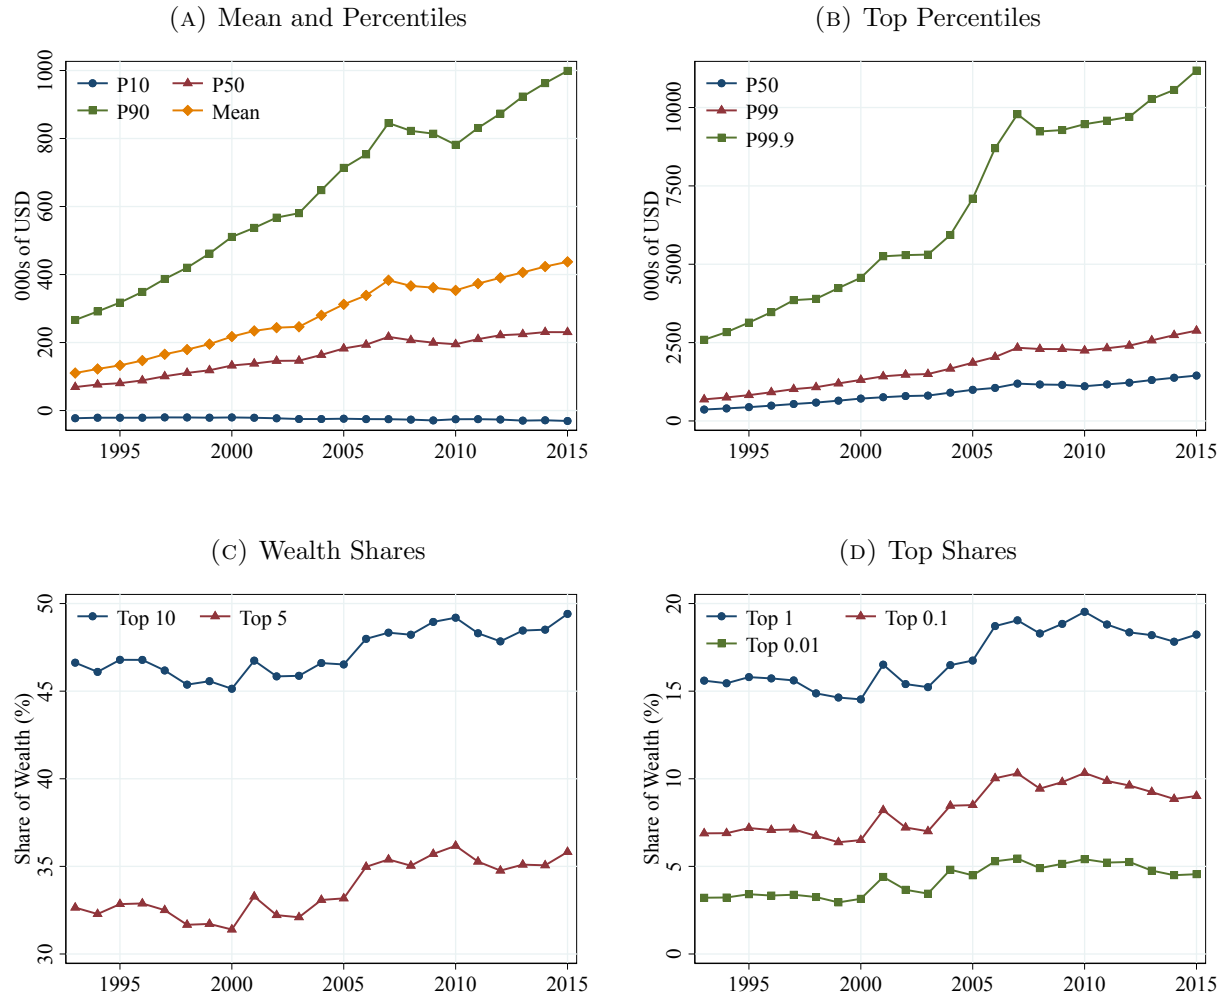 (A) Mean and Percentiles
000s of USD
0 200 400 600 800 1000
P10 P50
P90 Mean
1995 2000 2005 2010 2015
(B) Top Percentiles
000s of USD
0 2500 5000 7500 10000
P50
P99
P99.9
1995 2000 2005 2010 2015
(C) Wealth Shares
Share of Wealth (%)
30 35 40 45 50
Top 10 Top 5
1995 2000 2005 2010 2015
(D) Top Shares
Share of Wealth (%)
0 5 10 15 20
Top 1 Top 0.1
Top 0.01
1995 2000 2005 2010 2015